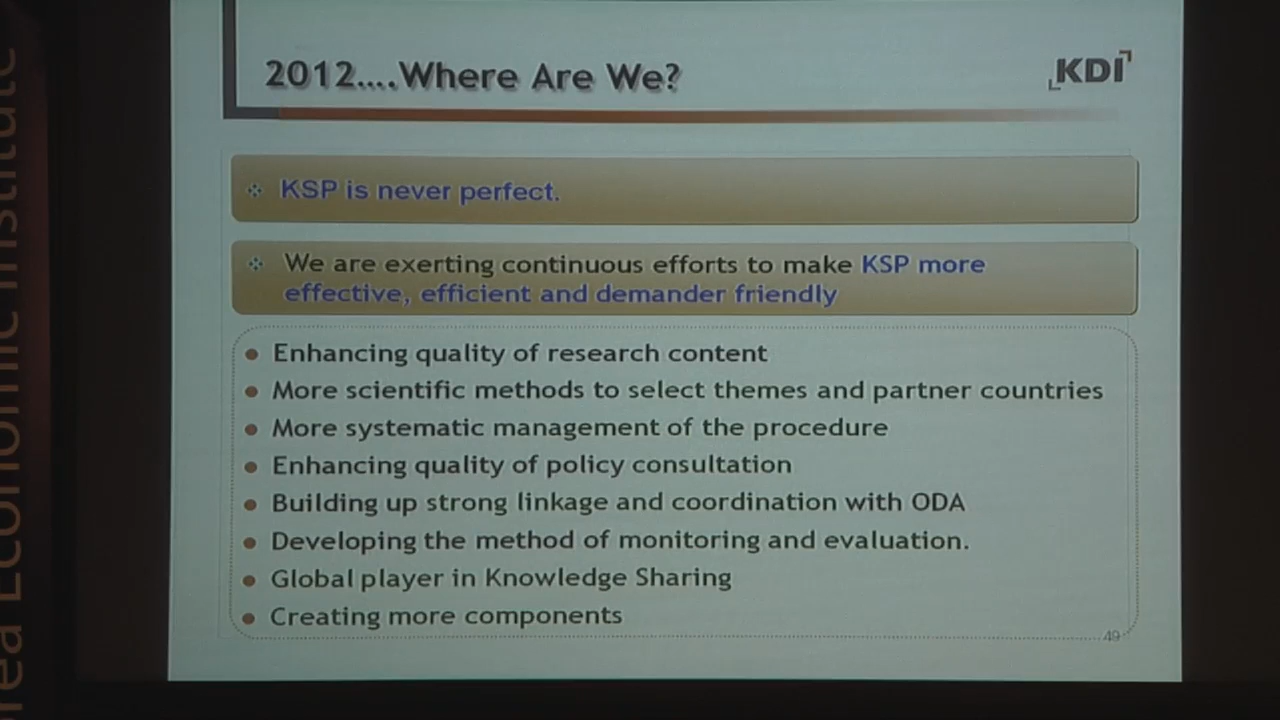 2012....Where Are We?
KDI
KSP is never perfect.
We are exerting continuous efforts to make KSP more
effective, efficient and demander friendly
Enhancing quality of research content
More scientific methods to select themes and partner countries
More systematic management of the procedure
Enhancing quality of policy consultation
Building up strong linkage and coordination with ODA
Developing the method of monitoring and evaluation.
Global player in Knowledge Sharing
Creating more components
49
rea Economic Institute